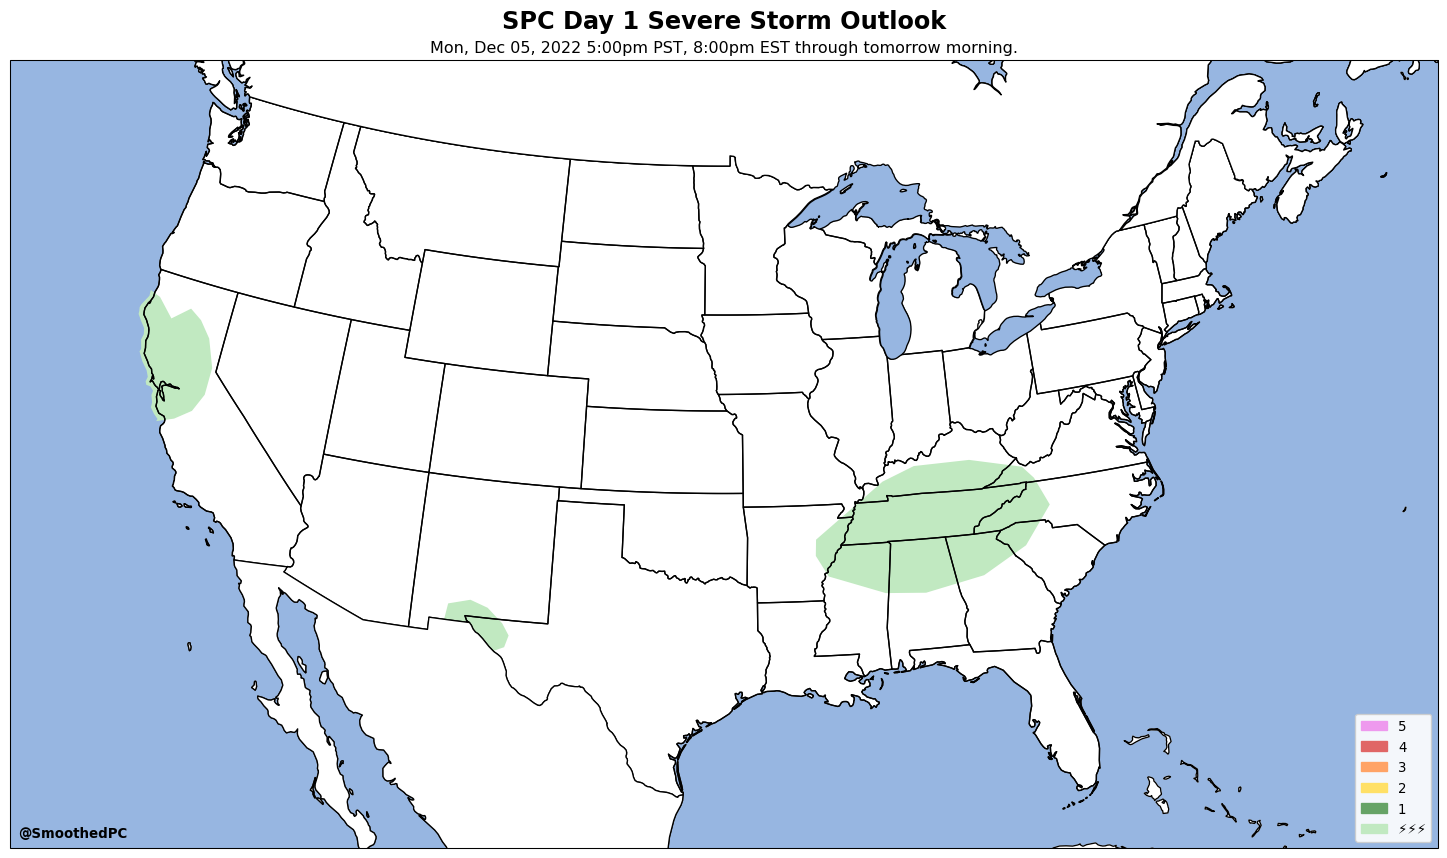 SPC Day 1 Severe Storm Outlook
Mon, Dec 05, 2022 5:00pm PST, 8:00pm EST through tomorrow morning.
5
4
3
2
1
⚡⚡⚡
@SmoothedPC